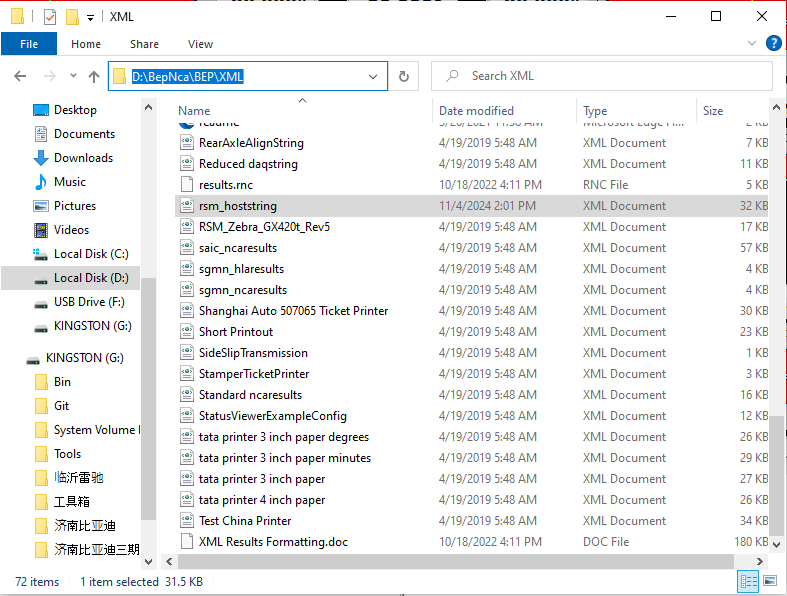 XML
File Home Share View
D:\BepNca\BEP\XML
Search XML
Name Date modified Type Size
readme 5/20/2021 11:58 AM Microsoft Edge P... 2 KB
RearAxleAlignString 4/19/2019 5:48 AM XML Document 7 KB
Reduced daqstring 4/19/2019 5:48 AM XML Document 11 KB
results.rnc 10/18/2022 4:11 PM RNC File 5 KB
rsm_hoststring 11/4/2024 2:01 PM XML Document 32 KB
RSM_Zebra_GX420t_Rev5 4/19/2019 5:48 AM XML Document 17 KB
saic_ncaresults 4/19/2019 5:48 AM XML Document 57 KB
sgmn_hlaresults 4/19/2019 5:48 AM XML Document 4 KB
sgmn_ncaresults 4/19/2019 5:48 AM XML Document 4 KB
Shanghai Auto 507065 Ticket Printer 4/19/2019 5:48 AM XML Document 30 KB
Short Printout 4/19/2019 5:48 AM XML Document 23 KB
SideSlipTransmission 4/19/2019 5:48 AM XML Document 1 KB
StamperTicketPrinter 4/19/2019 5:48 AM XML Document 3 KB
Standard ncaresults 4/19/2019 5:48 AM XML Document 16 KB
StatusViewerExampleConfig 4/19/2019 5:48 AM XML Document 12 KB
tata printer 3 inch paper degrees 4/19/2019 5:48 AM XML Document 26 KB
tata printer 3 inch paper minutes 4/19/2019 5:48 AM XML Document 29 KB
tata printer 3 inch paper 4/19/2019 5:48 AM XML Document 27 KB
tata printer 4 inch paper 4/19/2019 5:48 AM XML Document 26 KB
Test China Printer 4/19/2019 5:48 AM XML Document 34 KB
XML Results Formatting.doc 10/18/2022 4:11 PM DOC File 180 KB
Desktop
Documents
Downloads
Music
Pictures
Videos
Local Disk (C:)
Local Disk (D:)
USB Drive (F:)
KINGSTON (G:)
KINGSTON (G:)
Bin
Git
System Volume
Tools
临沂雷驰
工具箱
济南比亚迪
济南比亚迪三期
72 items 1 item selected 31.5 KB